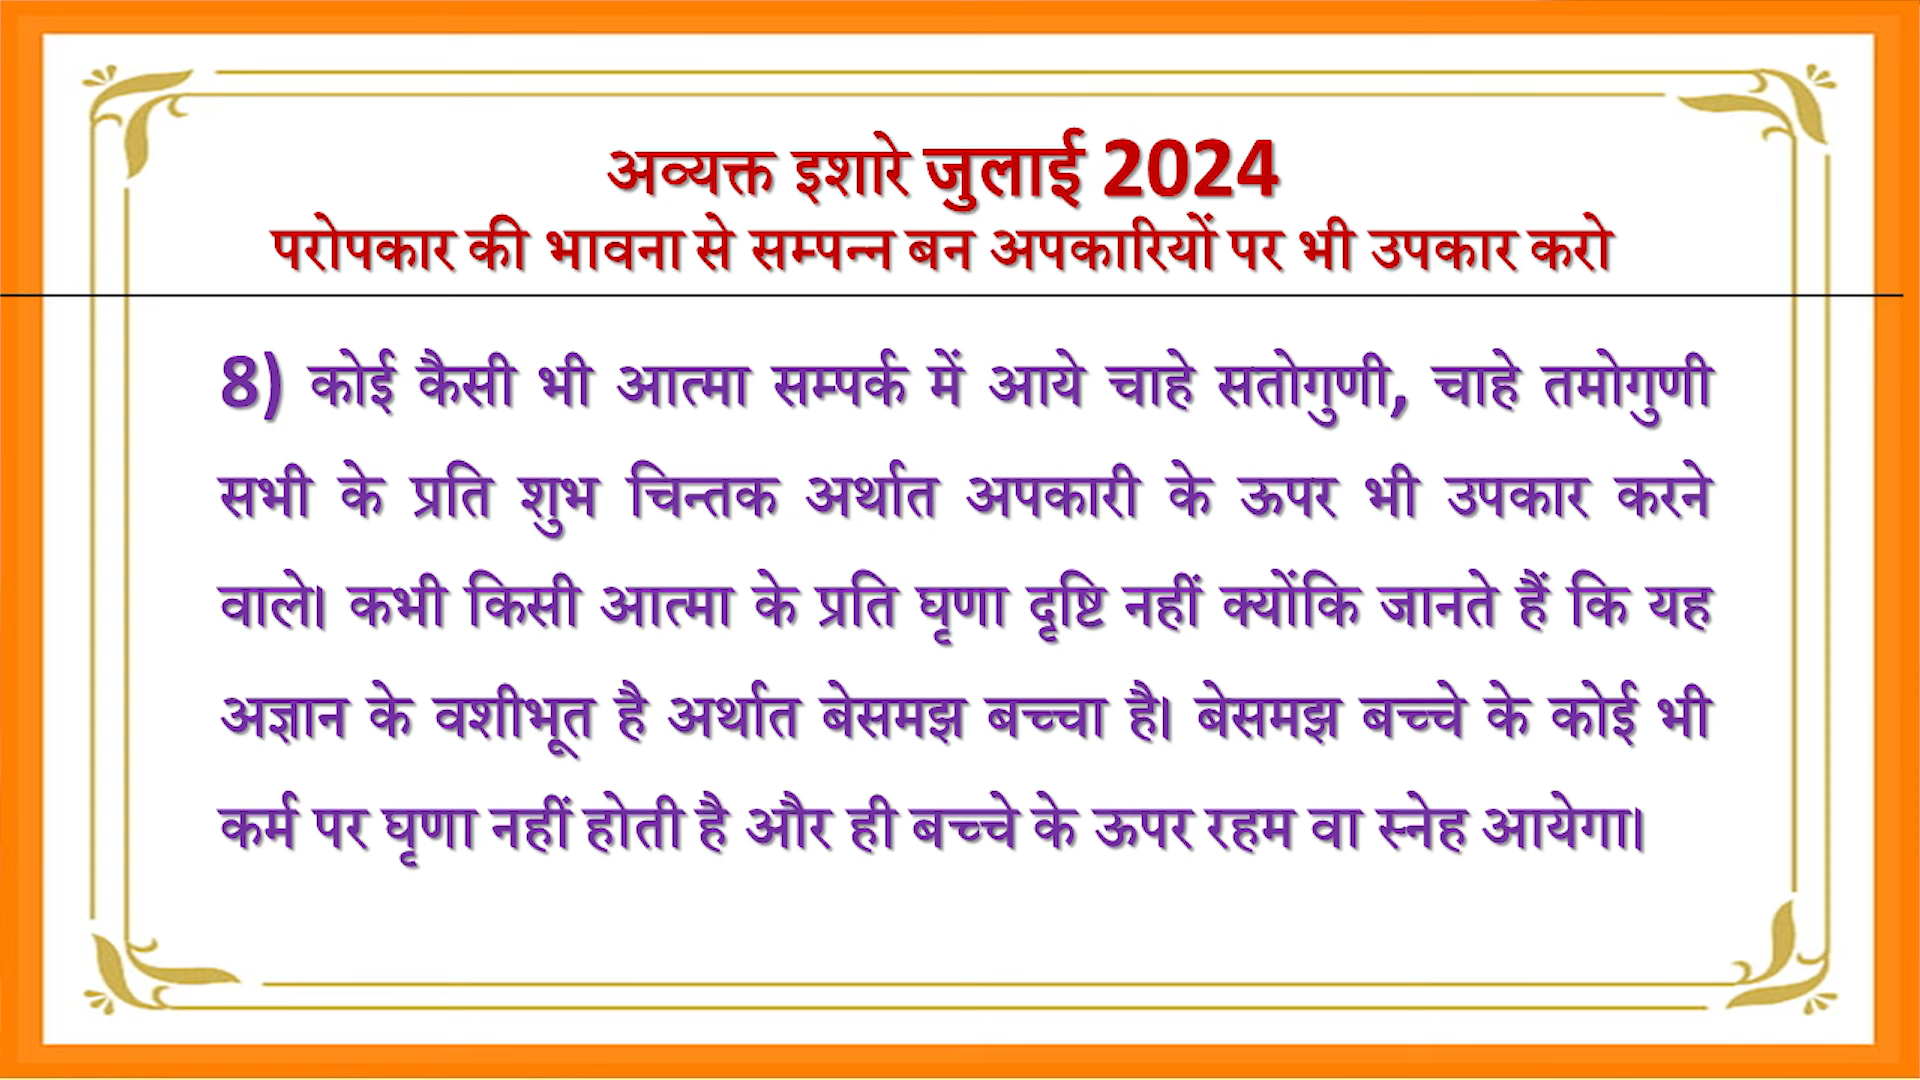 अव्यक्त इशारे जुलाई 2024
परोपकार की भावना से सम्पन्न बन अपकारियों पर भी उपकार करो
8) कोई कैसी भी आत्मा सम्पर्क में आये चाहे सतोगुणी, चाहे तमोगुणी
सभी के प्रति शुभ चिन्तक अर्थात अपकारी के ऊपर भी उपकार करने
वाले। कभी किसी आत्मा के प्रति घृणा दृष्टि नहीं क्योंकि जानते हैं कि यह
अज्ञान के वशीभूत है अर्थात बेसमझ बच्चा है। बेसमझ बच्चे के कोई भी
कर्म पर घृणा नहीं होती है और ही बच्चे के ऊपर रहम वा स्नेह आयेगा।